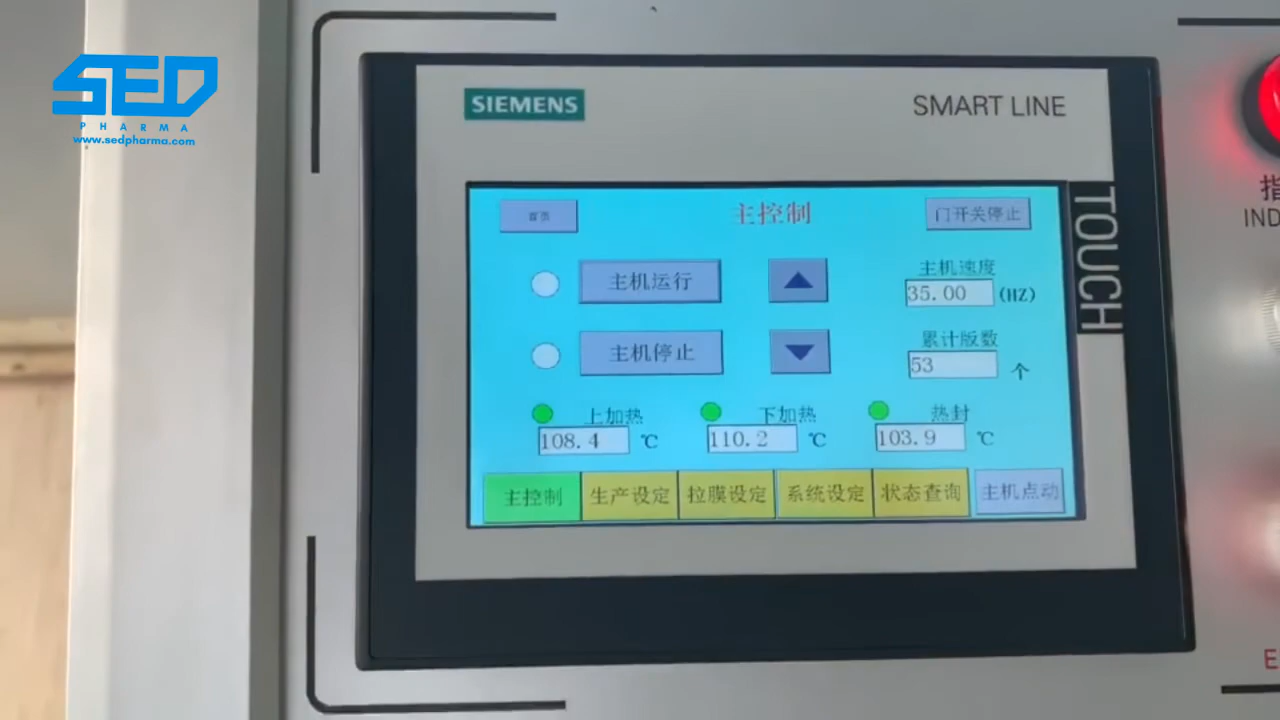 SED
PHARMA
www.sedpharma.com
SIEMENS
SMART LINE
TOUCH
首页
主控制
门开关停止
主机运行
主机速度
35.00 (HZ)
主机停止
累计版数
53 个
上加热
108.4 ℃
下加热
110.2 ℃
热封
103.9 ℃
主控制 生产设定 拉膜设定 系统设定 状态查询 主机点动
指
IND
E